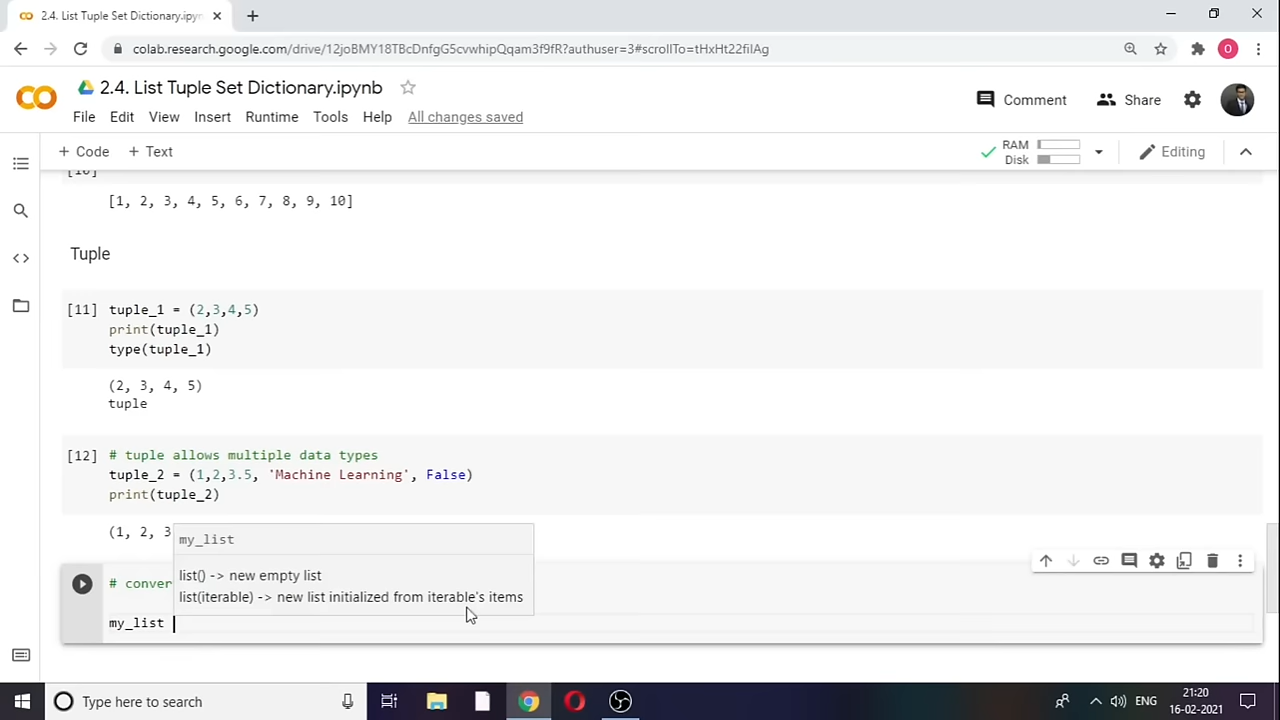 2.4. List Tuple Set Dictionary.ipyn
colab.research.google.com/drive/12joBMY18TBcDnfgG5cvwhipQqam3f9fR?authuser=3#scrollTo=tHxHt22filAg
O
2.4. List Tuple Set Dictionary.ipynb
Comment
Share
File Edit View Insert Runtime Tools Help All changes saved
+ Code + Text
RAM
Disk
Editing
[10]
[1, 2, 3, 4, 5, 6, 7, 8, 9, 10]
Tuple
[11] tuple_1 = (2,3,4,5)
print(tuple_1)
type(tuple_1)
(2, 3, 4, 5)
tuple
[12] # tuple allows multiple data types
tuple_2 = (1,2,3.5, 'Machine Learning', False)
print(tuple_2)
(1, 2, 3
my_list
list() -> new empty list
list(iterable) -> new list initialized from iterable's items
# conver
my_list
Type here to search
ENG
21:20
16-02-2021